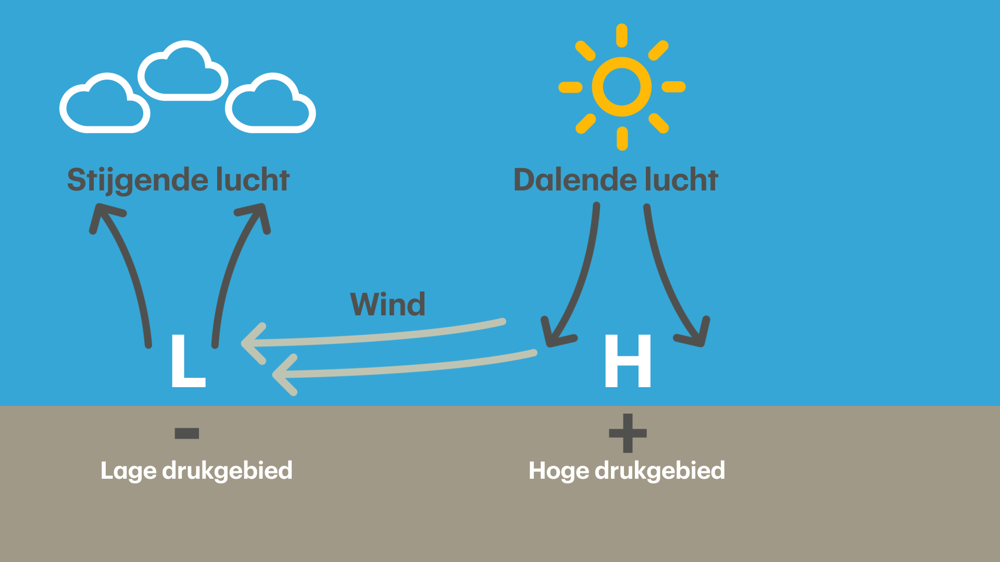 Stijgende lucht
Dalende lucht
Wind
L
H
-
+
Lage drukgebied
Hoge drukgebied